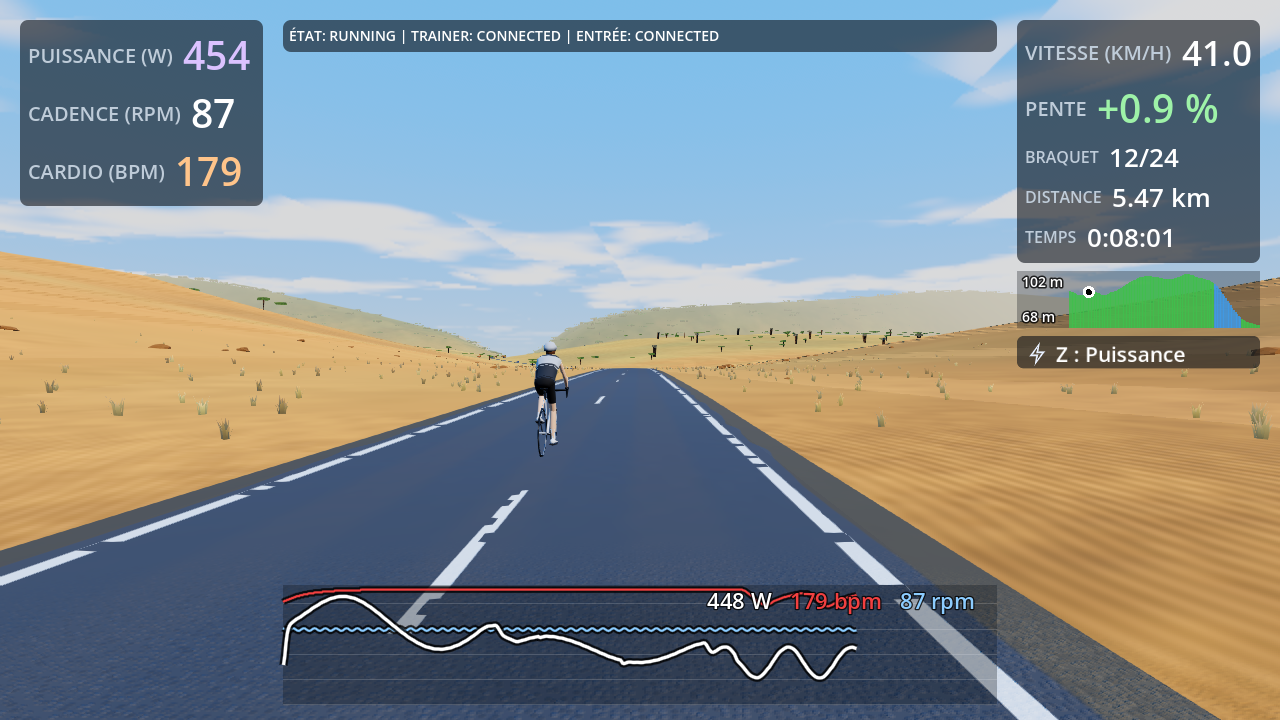 PUISSANCE (W) 454
CADENCE (RPM) 87
CARDIO (BPM) 179
ÉTAT: RUNNING | TRAINER: CONNECTED | ENTRÉE: CONNECTED
VITESSE (KM/H) 41.0
PENTE +0.9 %
BRAQUET 12/24
DISTANCE 5.47 km
TEMPS 0:08:01
102 m
68 m
Z : Puissance
448 W 179 bpm 87 rpm